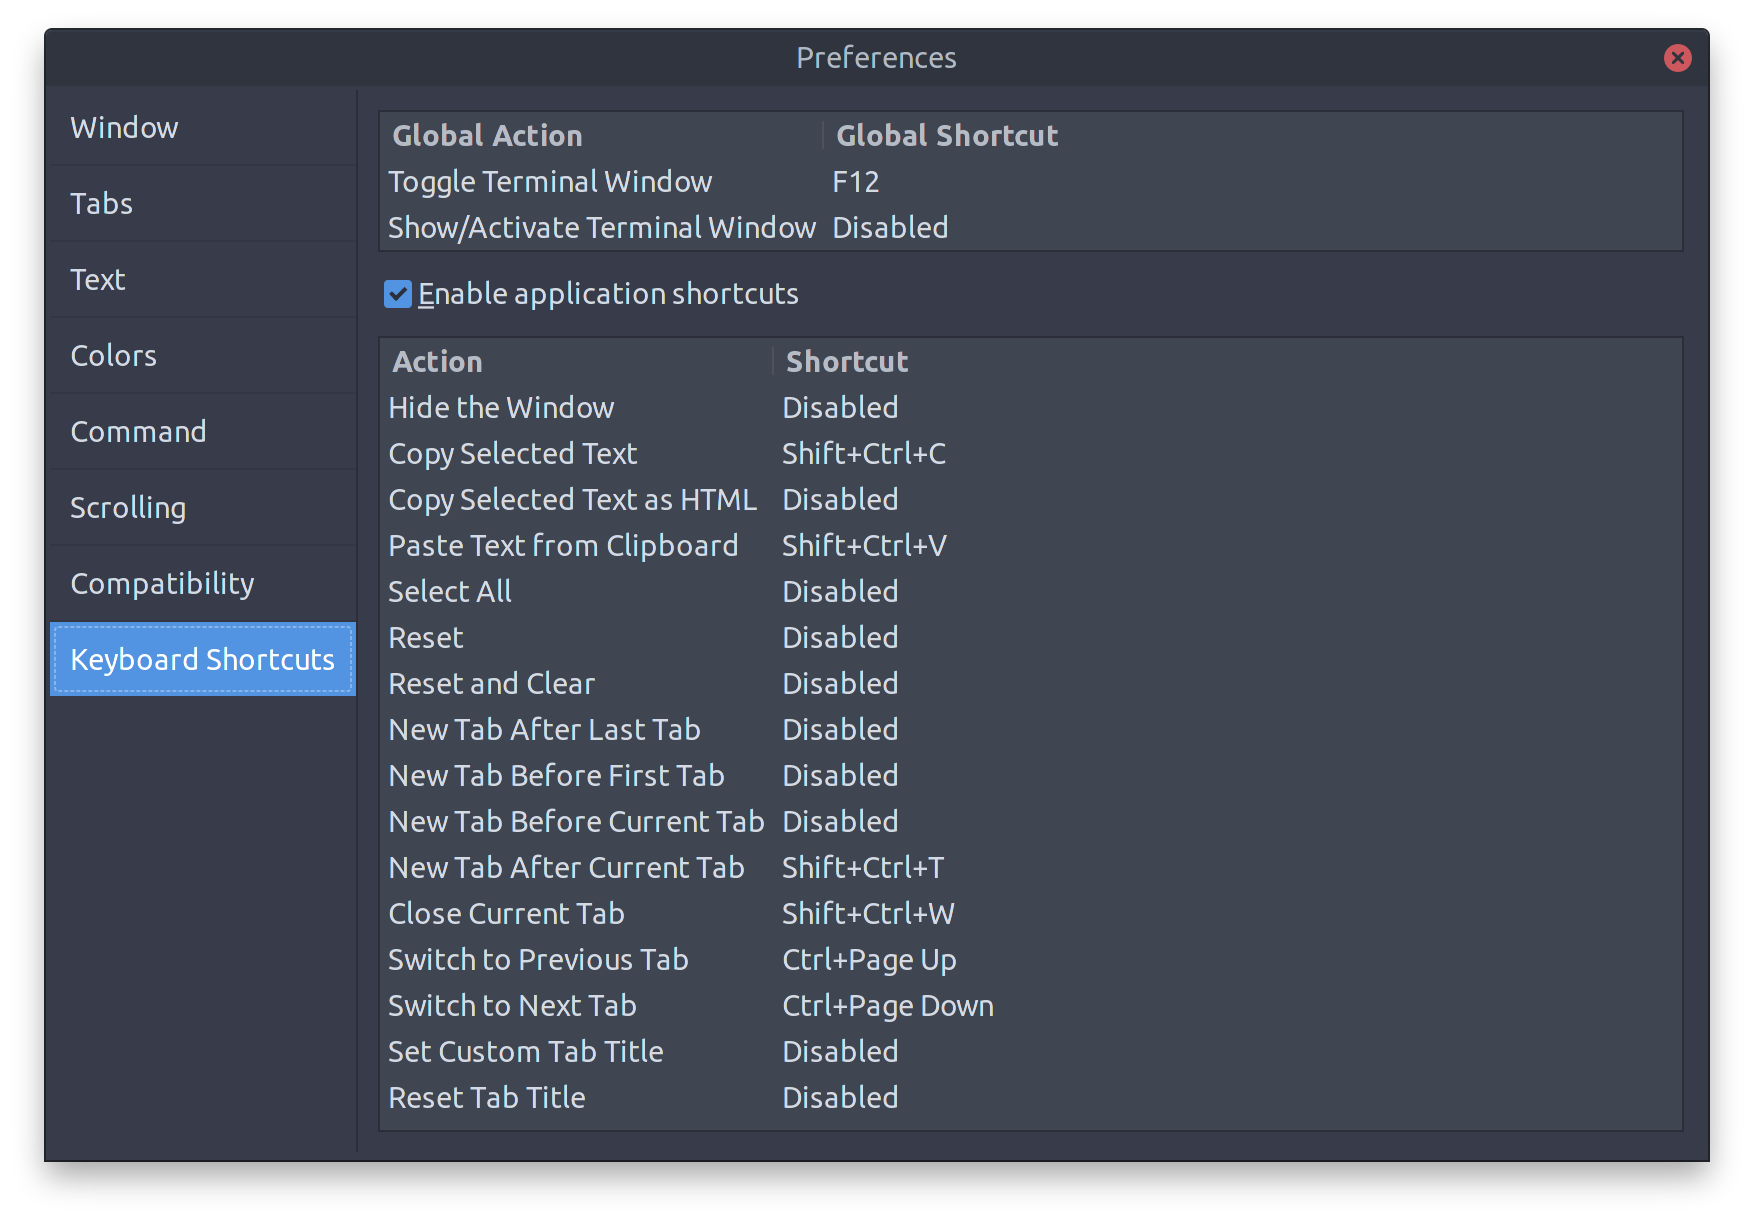 Preferences
Window
Tabs
Text
Colors
Command
Scrolling
Compatibility
Keyboard Shortcuts
Global Action Global Shortcut
Toggle Terminal Window F12
Show/Activate Terminal Window Disabled
Enable application shortcuts
Action Shortcut
Hide the Window Disabled
Copy Selected Text Shift+Ctrl+C
Copy Selected Text as HTML Disabled
Paste Text from Clipboard Shift+Ctrl+V
Select All Disabled
Reset Disabled
Reset and Clear Disabled
New Tab After Last Tab Disabled
New Tab Before First Tab Disabled
New Tab Before Current Tab Disabled
New Tab After Current Tab Shift+Ctrl+T
Close Current Tab Shift+Ctrl+W
Switch to Previous Tab Ctrl+Page Up
Switch to Next Tab Ctrl+Page Down
Set Custom Tab Title Disabled
Reset Tab Title Disabled